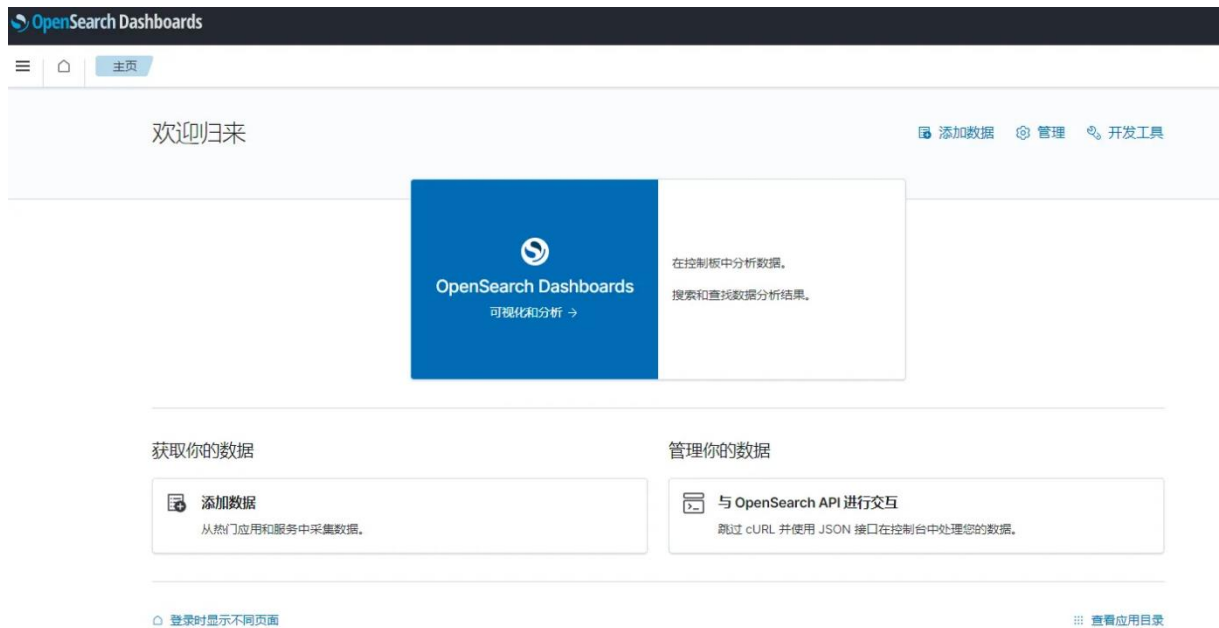 OpenSearch Dashboards
主页
欢迎归来
添加数据 管理 开发工具
OpenSearch Dashboards
可视化和分析 →
在控制板中分析数据。
搜索和查找数据分析结果。
获取你的数据
添加数据
从热门应用和服务中采集数据。
管理你的数据
与 OpenSearch API 进行交互
跳过 cURL 并使用 JSON 接口在控制台中处理您的数据。
登录时显示不同页面
查看应用目录